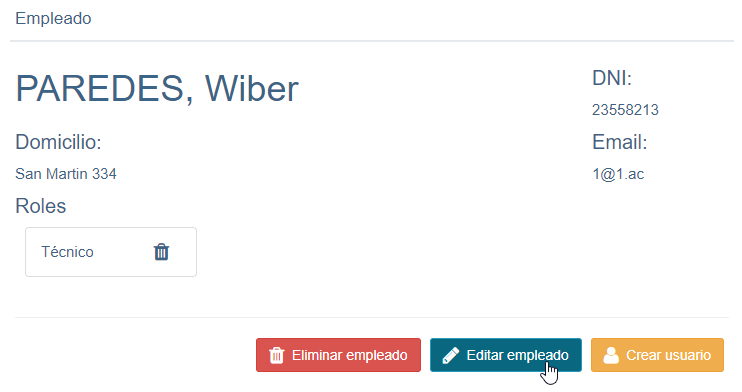 Empleado
PAREDES, Wiber
DNI:
23558213
Domicilio:
San Martin 334
Email:
1@1.ac
Roles
Técnico
Eliminar empleado
Editar empleado
Crear usuario